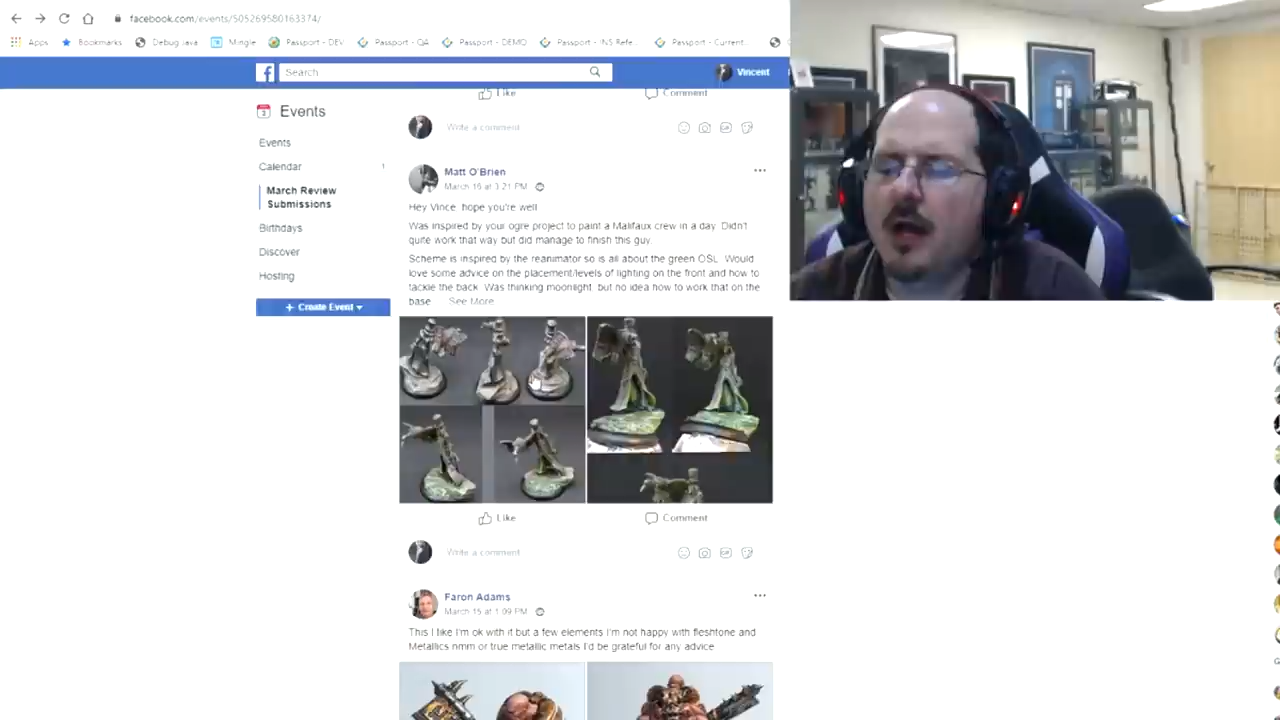 facebook.com/events/505269580163374/
Apps Bookmarks Debug Java Mingle Passport - DEV Passport - QA Passport - DEMO Passport - INS Refe... Passport - Current...
Search
Vincent
Events
Like Comment
Events
Write a comment
Calendar 1
Matt O'Brien
March Review
Submissions
March 16 at 3:21 PM
Hey Vince hope you're well
Birthdays
Was inspired by your ogre project to paint a Malifaux crew in a day. Didn't
quite work that way but did manage to finish this guy.
Discover
Scheme is inspired by the reanimator so is all about the green OSL. Would
love some advice on the placement/levels of lighting on the front and how to
Hosting
tackle the back. Was thinking moonlight, but no idea how to work that on the
base See More
+ Create Event
Like Comment
Write a comment
Faron Adams
March 15 at 1:09 PM
This I like I'm ok with it but a few elements I'm not happy with fleshtone and
Metallics nmm or true metallic metals I'd be grateful for any advice